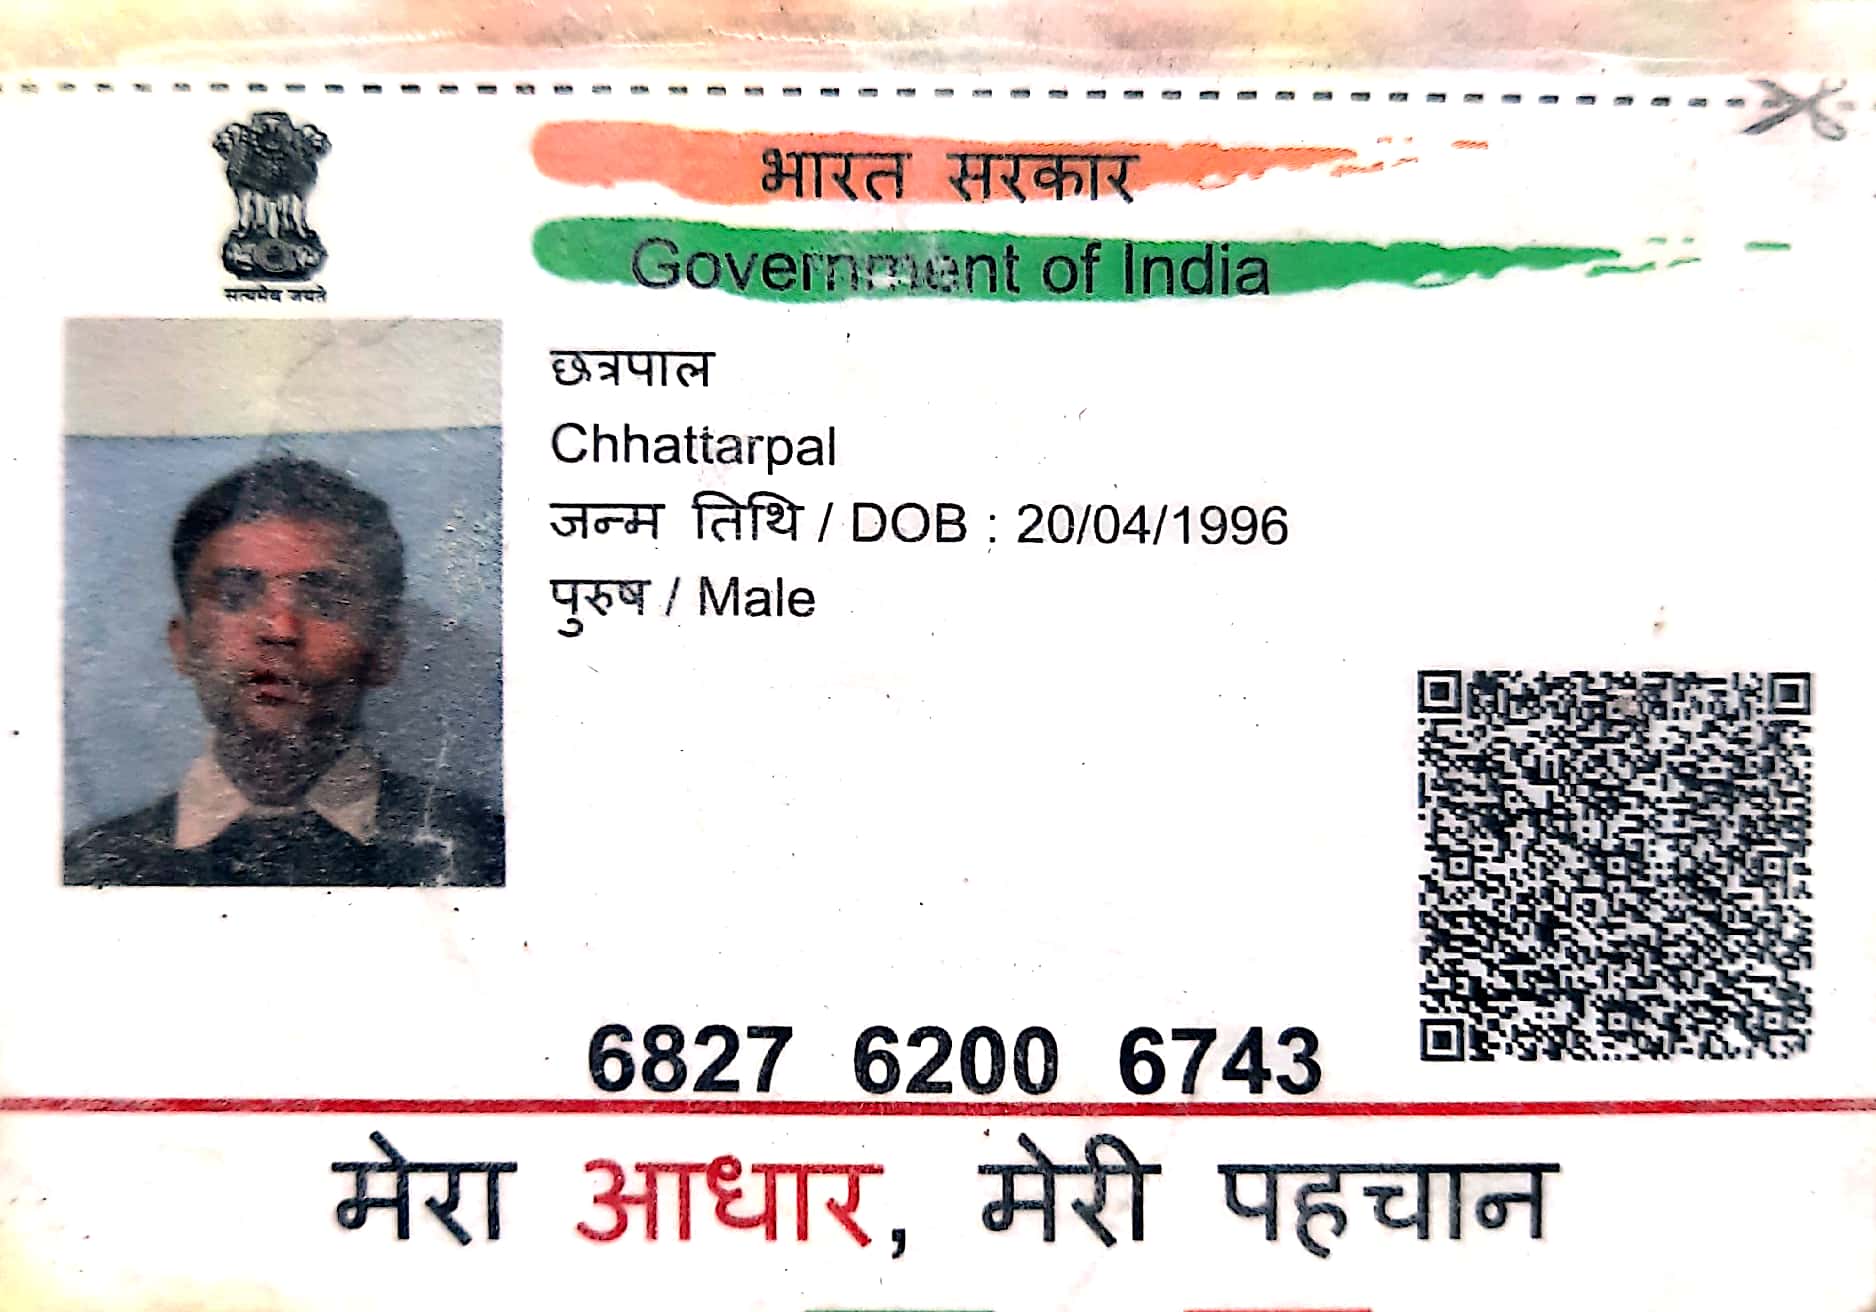 भारत सरकार
Government of India
सत्यमेव जयते
छत्रपाल
Chhattarpal
जन्म तिथि / DOB : 20/04/1996
पुरुष / Male
6827 6200 6743
मेरा आधार, मेरी पहचान